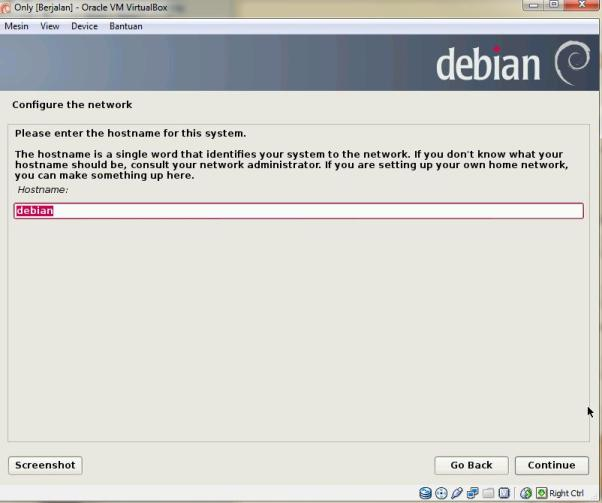 Only [Berjalan] - Oracle VM VirtualBox
Mesin View Device Bantuan
debian
Configure the network
Please enter the hostname for this system.
The hostname is a single word that identifies your system to the network. If you don't know what your
hostname should be, consult your network administrator. If you are setting up your own home network,
you can make something up here.
Hostname:
debian
Screenshot Go Back Continue
Right Ctrl